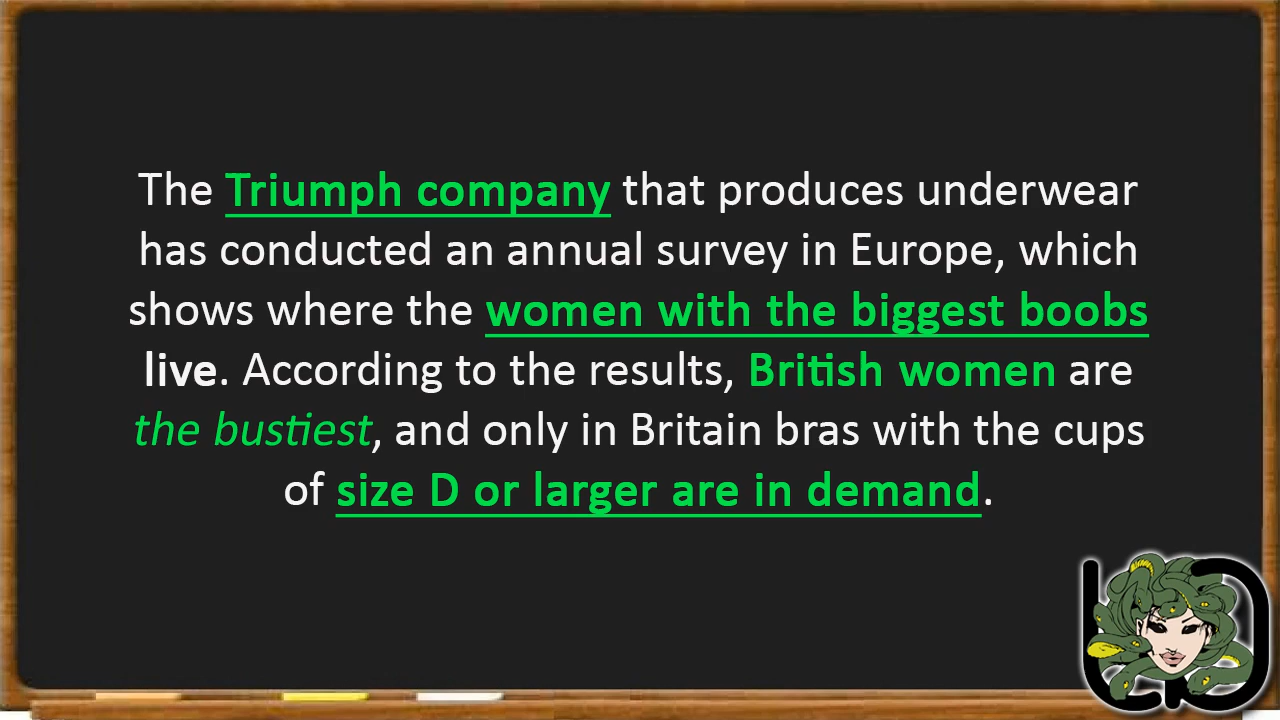 The Triumph company that produces underwear
has conducted an annual survey in Europe, which
shows where the women with the biggest boobs
live. According to the results, British women are
the bustiest, and only in Britain bras with the cups
of size D or larger are in demand.